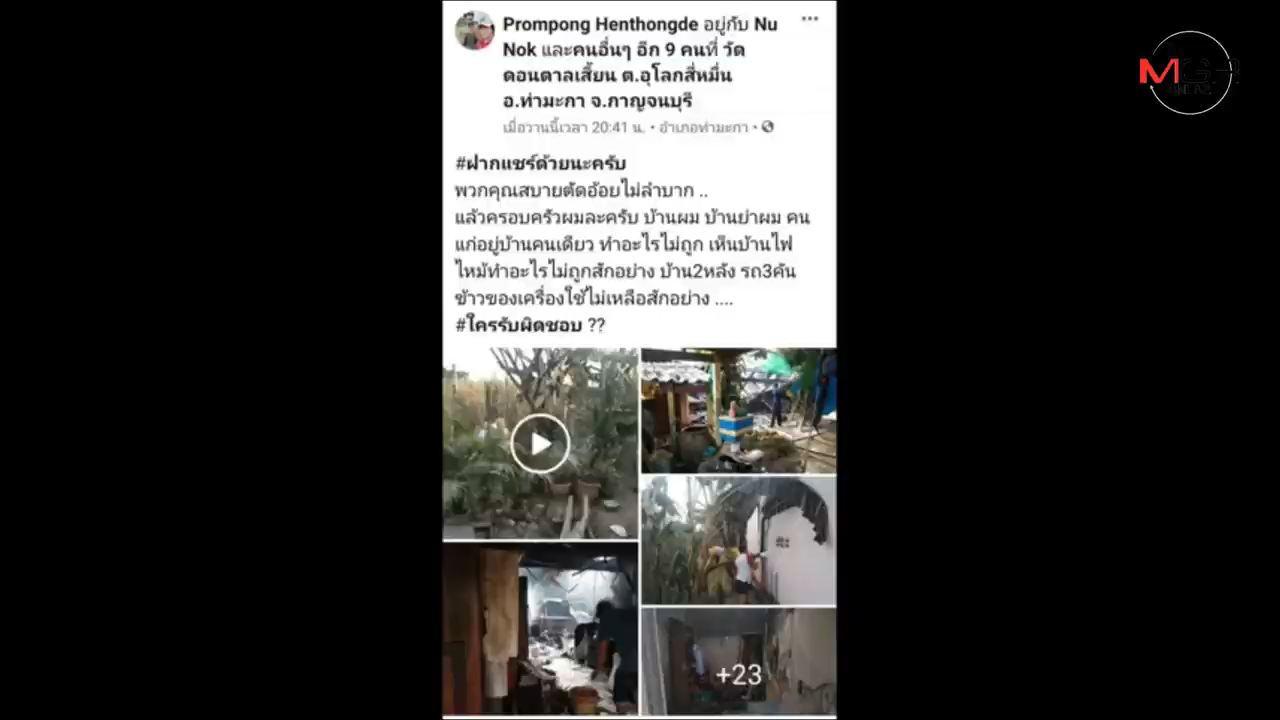 Prompong Henthongde อยู่กับ Nu
Nok และคนอื่นๆ อีก 9 คนที่ วัด
ดอนตาลเสี้ยน ต.อุโลกสี่หมื่น
อ.ท่ามะกา จ.กาญจนบุรี
เมื่อวานนี้เวลา 20:41 น. • อำเภอท่ามะกา •
#ฝากแชร์ด้วยนะครับ
พวกคุณสบายตัดอ้อยไม่ลำบาก ..
แล้วครอบครัวผมละครับ บ้านผม บ้านย่าผม คน
แก่อยู่บ้านคนเดียว ทำอะไรไม่ถูก เห็นบ้านไฟ
ไหม้ทำอะไรไม่ถูกสักอย่าง บ้าน2หลัง รถ3คัน
ข้าวของเครื่องใช้ไม่เหลือสักอย่าง ....
#ใครรับผิดชอบ ??
+23
MGR